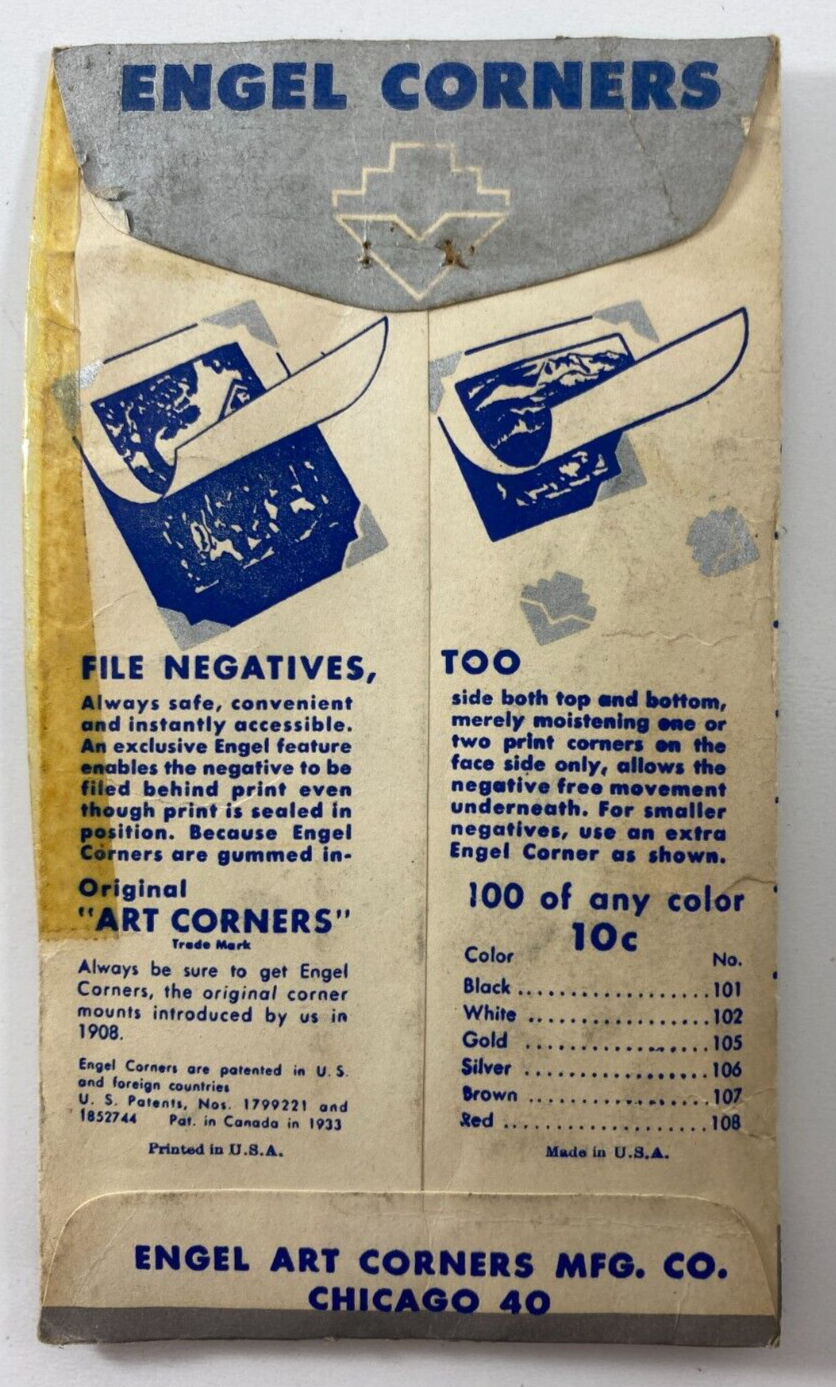 ENGEL CORNERS
FILE NEGATIVES,
Always safe, convenient
and instantly accessible.
An exclusive Engel feature
enables the negative to be
filed behind print even
though print is sealed in
position. Because Engel
Corners are gummed in-
TOO
side both top and bottom,
merely moistening one or
two print corners on the
face side only, allows the
negative free movement
underneath. For smaller
negatives, use an extra
Engel Corner as shown.
Original
"ART CORNERS"
Trade Mark
Always be sure to get Engel
Corners, the original corner
mounts introduced by us in
1908.
Engel Corners are patented in U. S.
and foreign countries
U. S. Patents, Nos. 1799221 and
1852744 Pat. in Canada in 1933
Printed in U.S.A.
100 of any color
10c
Color No.
Black ................... 101
White ................... 102
Gold ................... 105
Silver ................... 106
Brown ................... 107
Red ................... 108
Made in U.S.A.
ENGEL ART CORNERS MFG. CO.
CHICAGO 40